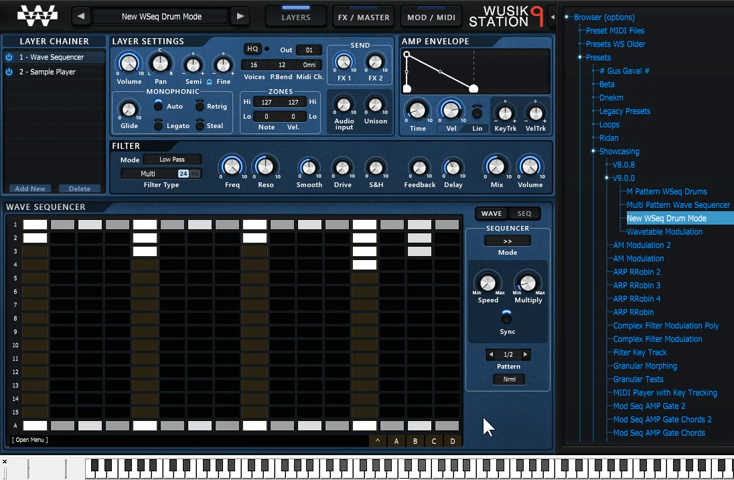 New WSeq Drum Mode
LAYERS
FX / MASTER
MOD / MIDI
WUSIK
STATION 9
LAYER CHAINER
1 - Wave Sequencer
2 - Sample Player
Add New
Delete
LAYER SETTINGS
HQ
Out
01
16
12
Omni
Volume
Pan
Semi
Fine
Voices
P.Bend
Midi Ch.
MONOPHONIC
Glide
Auto
Retrig
Legato
Steal
ZONES
Hi
127
127
Hi
Lo
0
0
Lo
Note
Vel.
SEND
FX 1
FX 2
Audio
Input
Unison
AMP ENVELOPE
Time
Vel
Lin
KeyTrk
VelTrk
FILTER
Mode
Low Pass
Multi
24
Filter Type
Freq
Reso
Smooth
Drive
S&H
Feedback
Delay
Mix
Volume
WAVE SEQUENCER
1
2
3
4
5
6
7
8
9
10
11
12
13
14
15
A
[ Open Menu ]
^
A
B
C
D
WAVE
SEQ
SEQUENCER
>>
Mode
Min
Max
Min
Max
Speed
Multiply
Sync
1/2
Pattern
Nrml
Browser (options)
Preset MIDI Files
Presets WS Older
Presets
# Gus Gaval #
Beta
Dnekm
Legacy Presets
Loops
Ridan
Showcasing
V8.0.8
v9.0.0
M Pattern WSeq Drums
Multi Pattern Wave Sequencer
New WSeq Drum Mode
Wavetable Modulation
AM Modulation 2
AM Modulation
ARP RRobin 2
ARP RRobin 3
ARP RRobin 4
ARP RRobin
Complex Filter Modulation Poly
Complex Filter Modulation
Filter Key Track
Granular Morphing
Granular Tests
MIDI Player with Key Tracking
Mod Seq AMP Gate 2
Mod Seq AMP Gate Chords 2
Mod Seq AMP Gate Chords